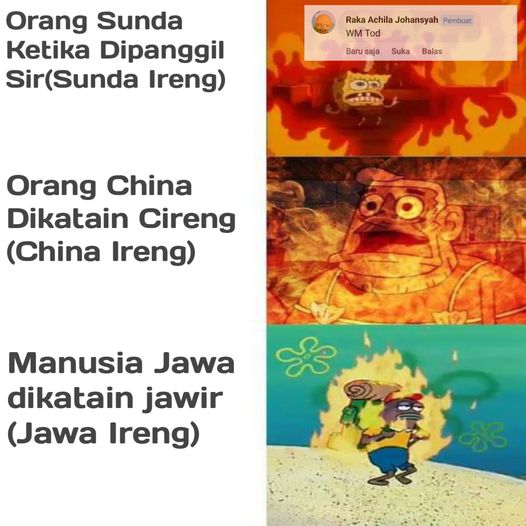 Orang Sunda
Ketika Dipanggil
Sir(Sunda Ireng)
Raka Achila Johansyah Pembuat
WM Tod
Baru saja Suka Balas
Orang China
Dikatain Cireng
(China Ireng)
Manusia Jawa
dikatain jawir
(Jawa Ireng)